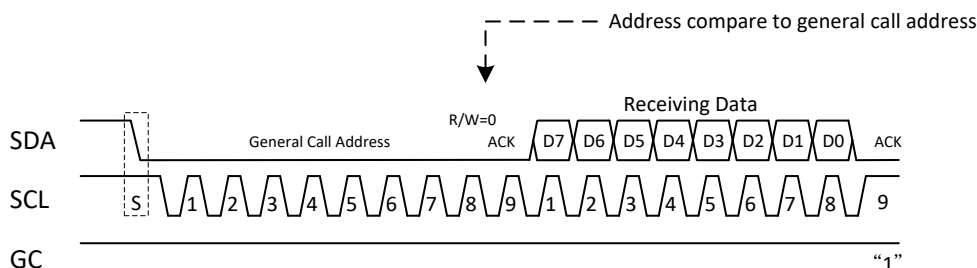 Address compare to general call address
Receiving Data
R/W=0
SDA General Call Address ACK D7 D6 D5 D4 D3 D2 D1 D0 ACK
SCL S 1 2 3 4 5 6 7 8 9 1 2 3 4 5 6 7 8 9
GC “1”